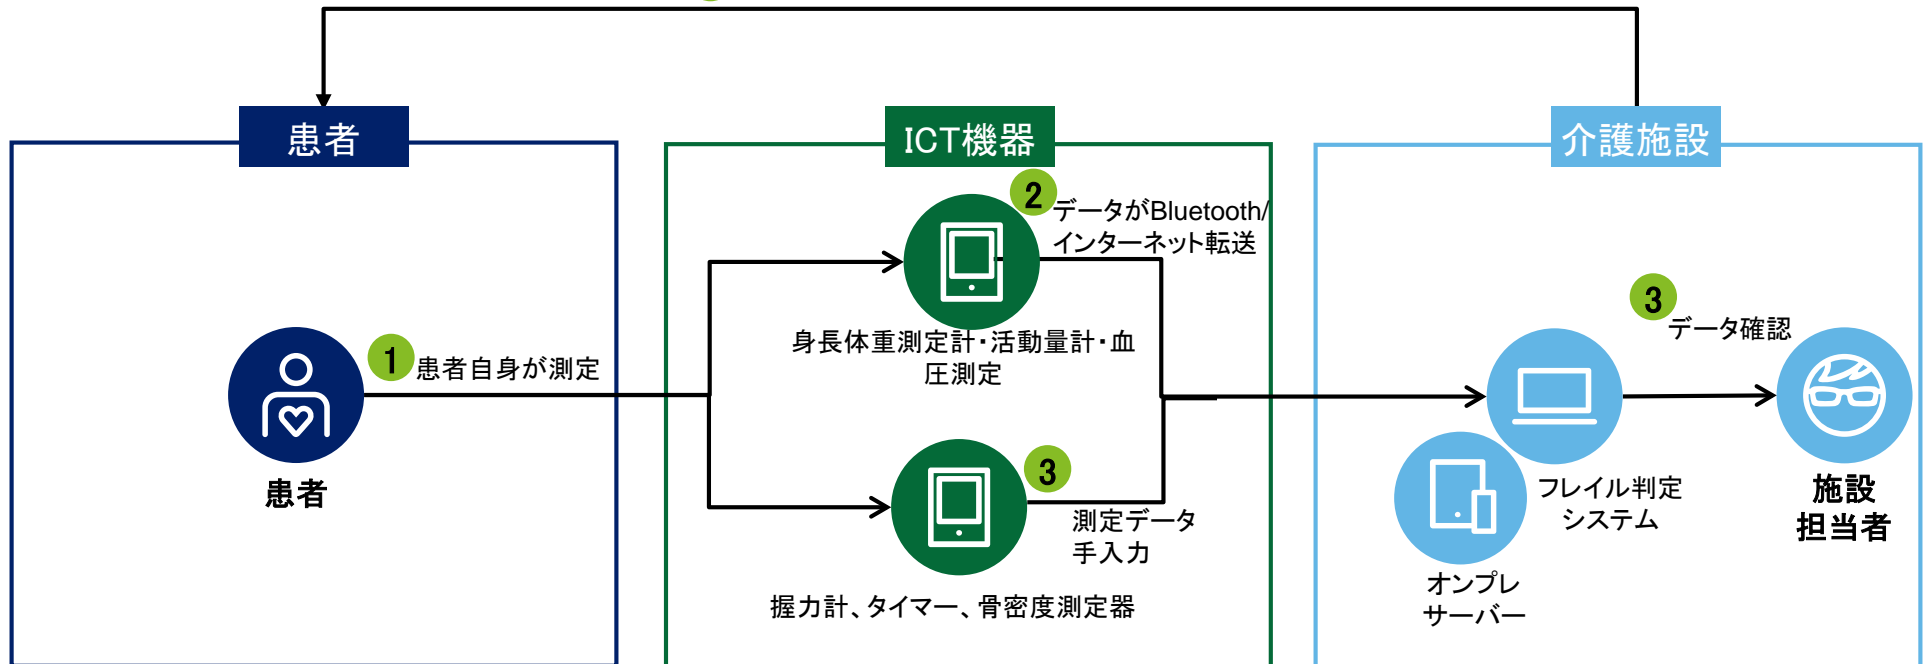 患者
ICT機器
介護施設
2
データがBluetooth/
インターネット転送
3
データ確認
1
患者自身が測定
身長体重測定計・活動量計・血
圧測定
患者
3
測定データ
手入力
フレイル判定
システム
施設
担当者
オンプレ
サーバー
握力計、タイマー、骨密度測定器